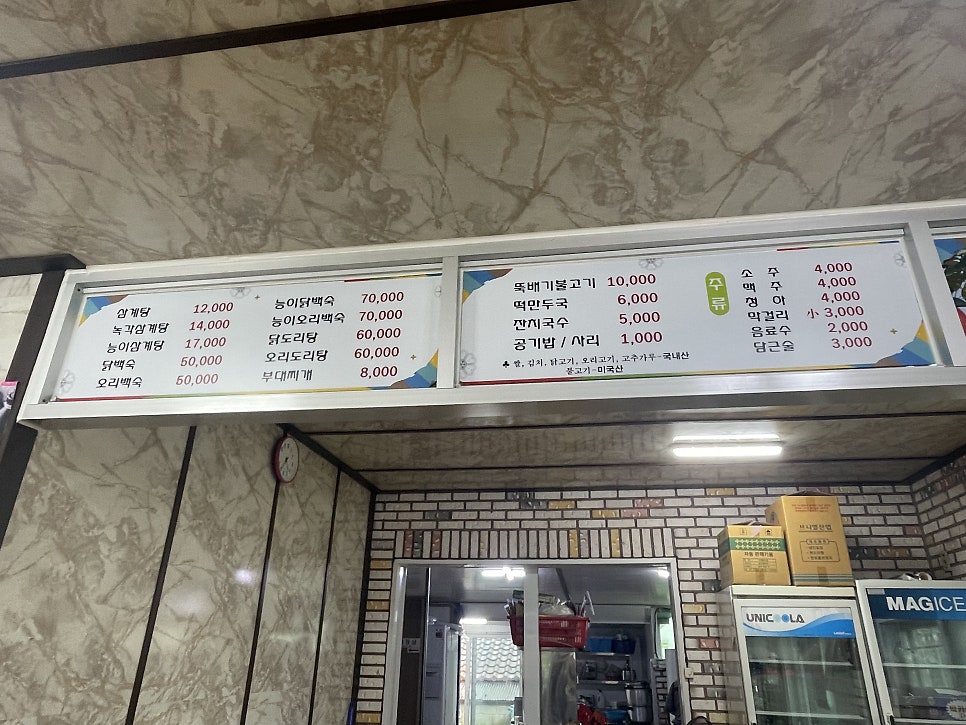 삼계탕 12,000
녹각삼계탕 14,000
능이삼계탕 17,000
닭백숙 50,000
오리백숙 50,000
능이닭백숙 70,000
능이오리백숙 70,000
닭도리탕 60,000
오리도리탕 60,000
부대찌개 8,000
뚝배기불고기 10,000
떡만두국 6,000
잔치국수 5,000
공기밥 / 사리 1,000
♣ 쌀, 김치, 닭고기, 오리고기, 고추가루-국내산
불고기-미국산
주류
소주 4,000
맥주 4,000
청아 4,000
막걸리 小 3,000
음료수 2,000
담근술 3,000
UNICOOLA
MAGICE